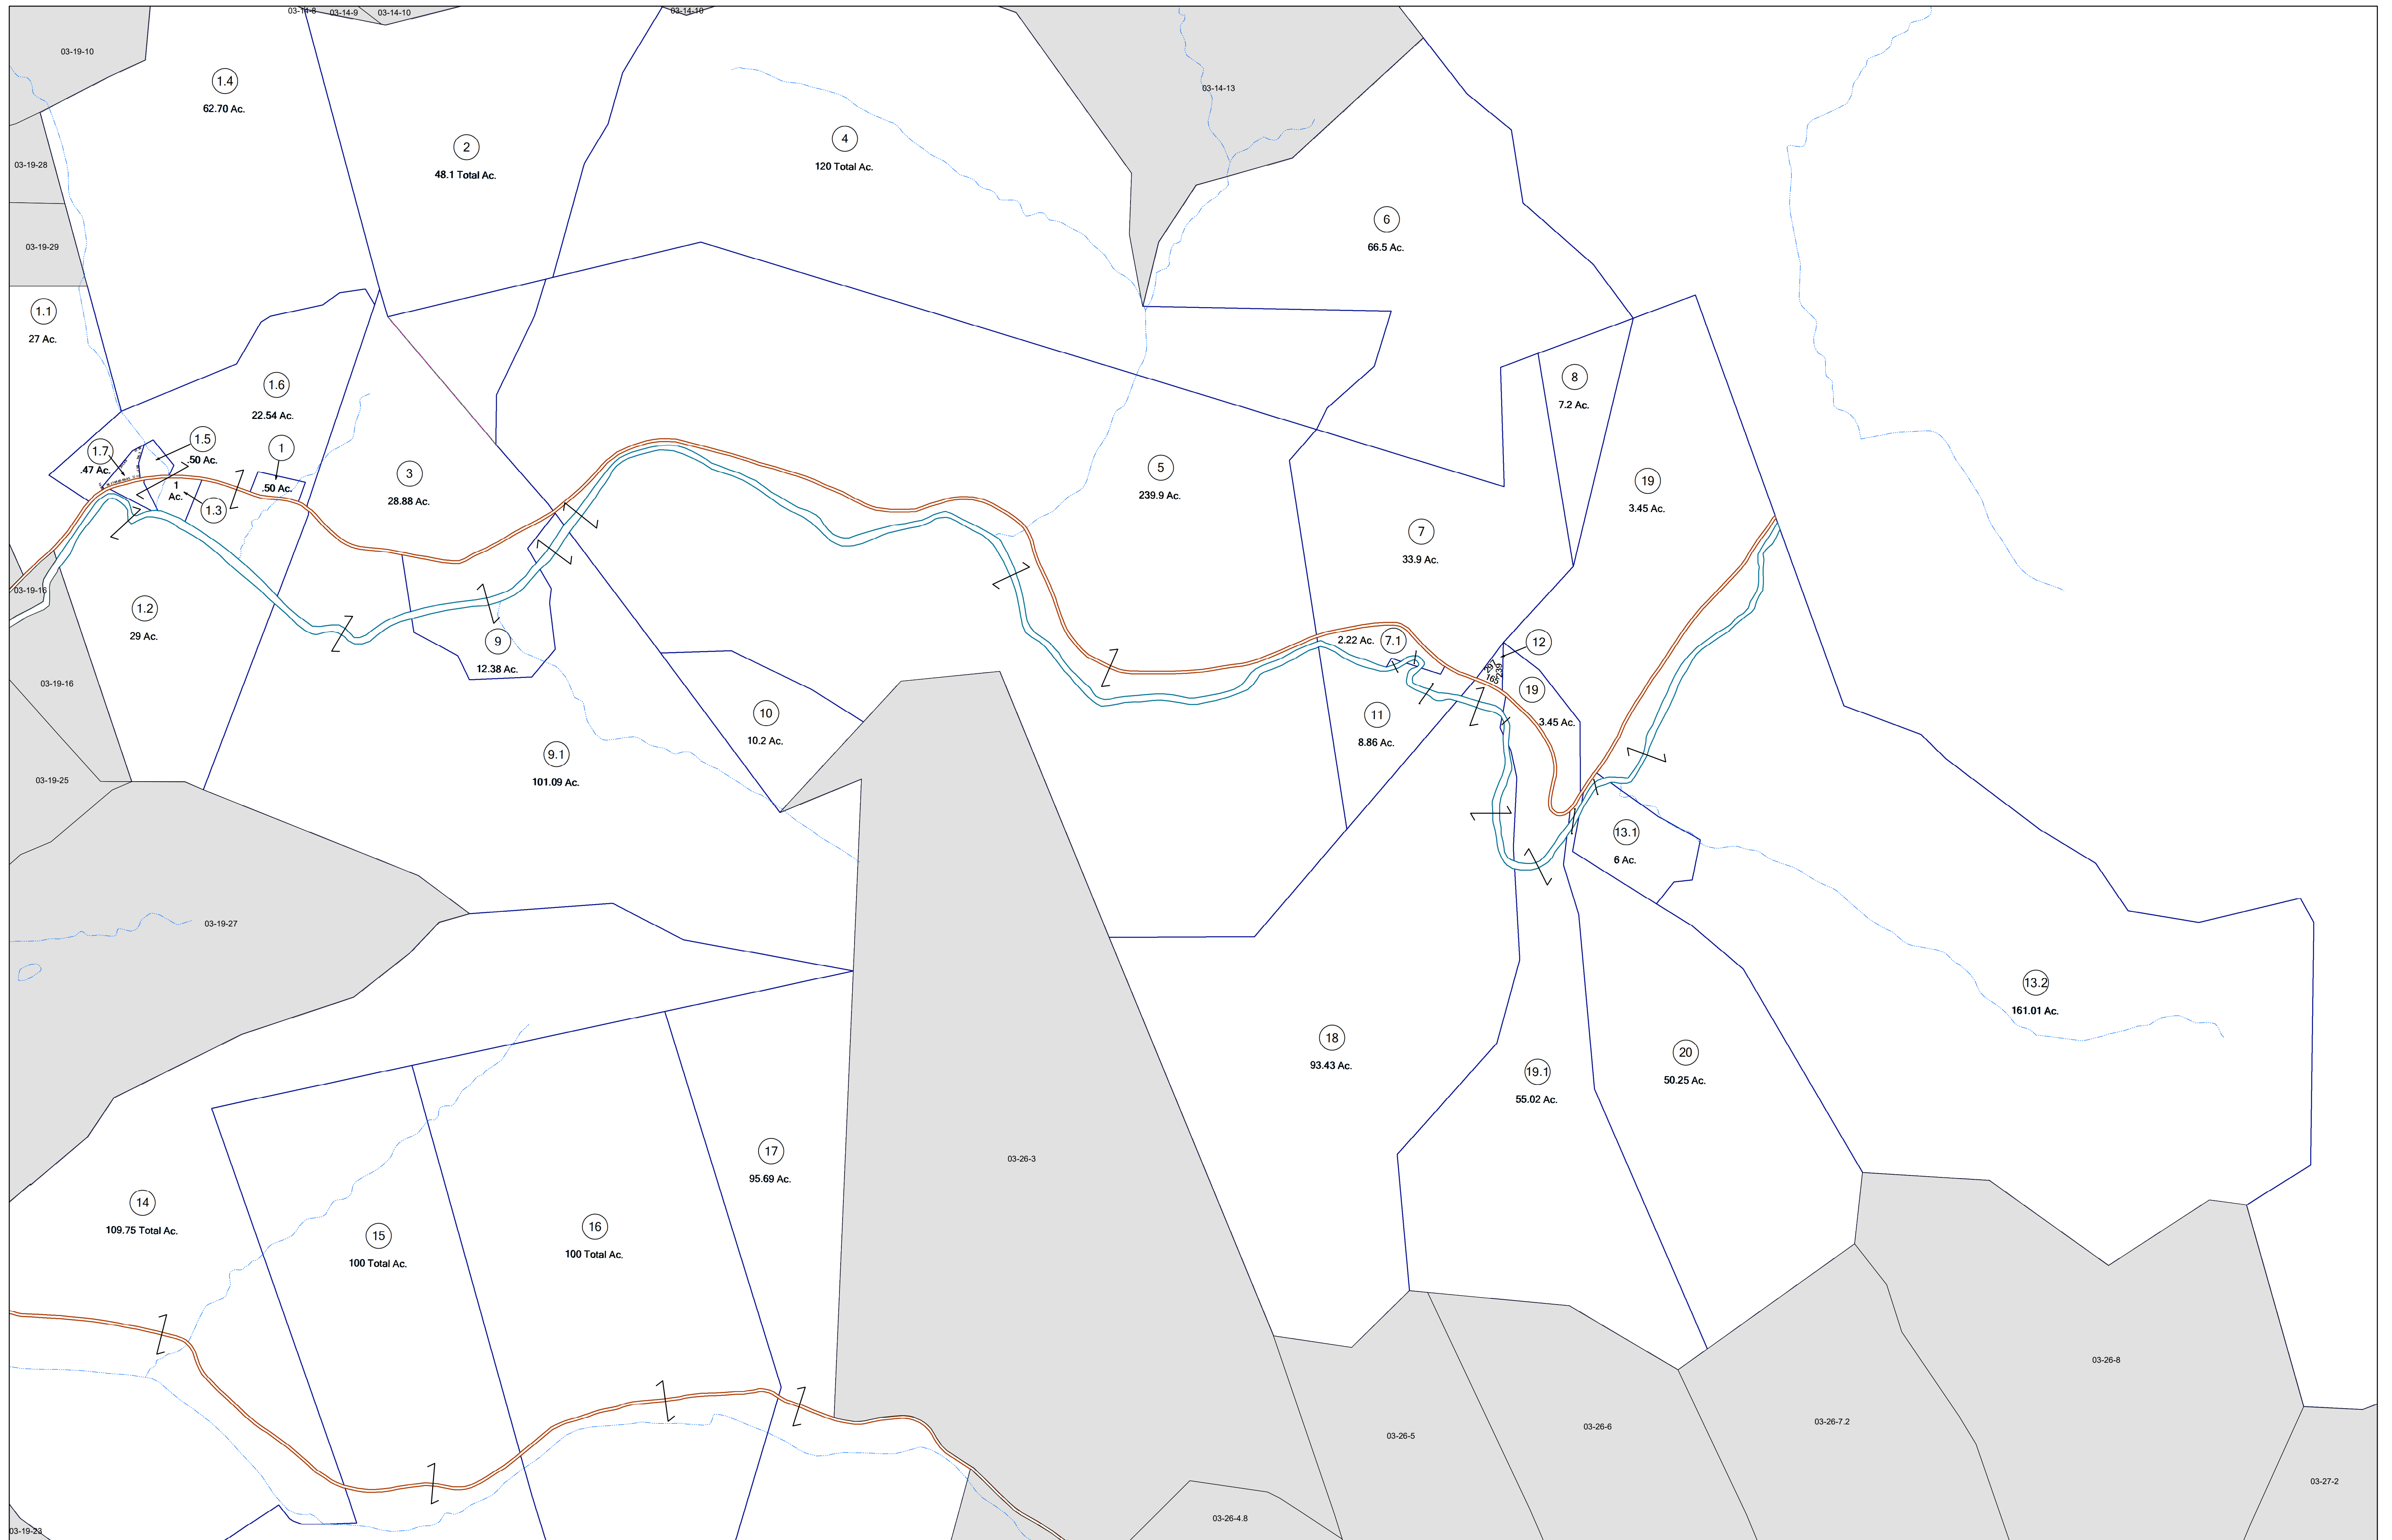 03-14-8
03-14-9
03-14-10
03-14-10
03-19-10
1.4
62.70 Ac.
03-14-13
2
48.1 Total Ac.
4
120 Total Ac.
03-19-28
6
66.5 Ac.
03-19-29
1.1
27 Ac.
1.6
22.54 Ac.
8
7.2 Ac.
1.5
.50 Ac.
1.7
.47 Ac.
1
.50 Ac.
1
Ac.
1.3
3
28.88 Ac.
5
239.9 Ac.
19
3.45 Ac.
7
33.9 Ac.
03-19-16
1.2
29 Ac.
9
12.38 Ac.
2.22 Ac.
7.1
12
297
239
165
19
3.45 Ac.
03-19-16
10
10.2 Ac.
11
8.86 Ac.
9.1
101.09 Ac.
03-19-25
13.1
6 Ac.
03-19-27
13.2
161.01 Ac.
18
93.43 Ac.
19.1
55.02 Ac.
20
50.25 Ac.
17
95.69 Ac.
03-26-3
14
109.75 Total Ac.
15
100 Total Ac.
16
100 Total Ac.
03-26-8
03-26-5
03-26-6
03-26-7.2
03-27-2
03-26-4.8
03-19-23